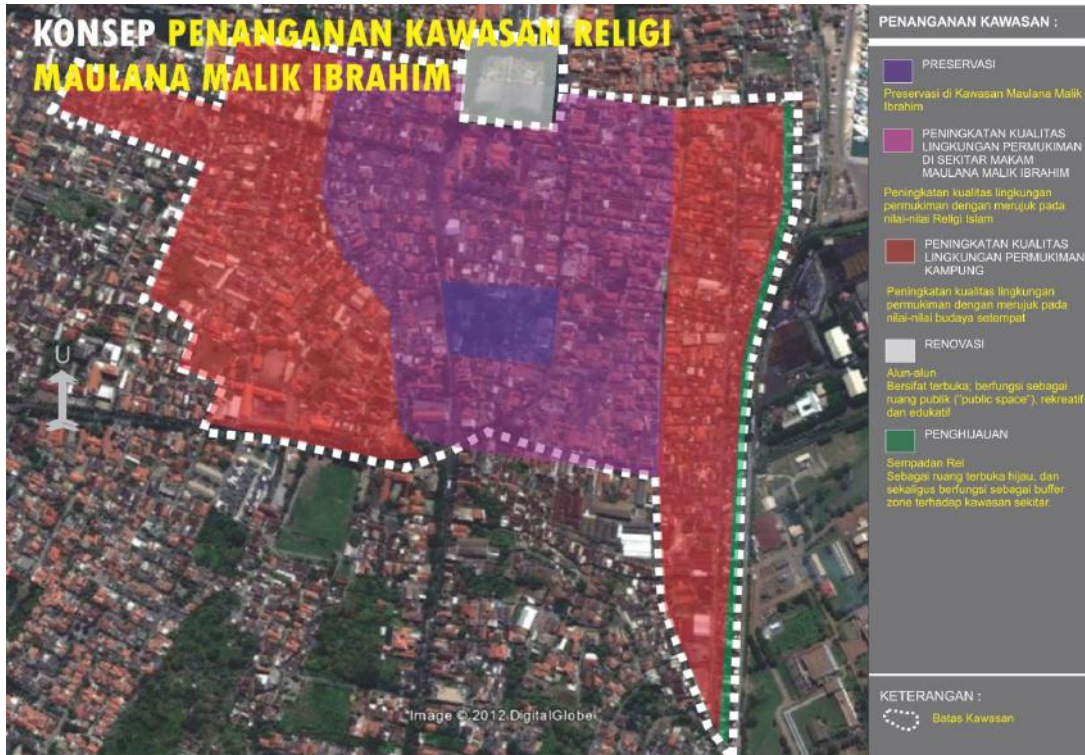 KONSEP PENANGANAN KAWASAN RELIGI
MAULANA MALIK IBRAHIM
U
Image © 2012 DigitalGlobe
PENANGANAN KAWASAN :
PRESERVASI
Preservasi di Kawasan Maulana Malik
Ibrahim
PENINGKATAN KUALITAS
LINGKUNGAN PERMUKIMAN
DI SEKITAR MAKAM
MAULANA MALIK IBRAHIM
Peningkatan kualitas lingkungan
permukiman dengan merujuk pada
nilai-nilai Religi Islam
PENINGKATAN KUALITAS
LINGKUNGAN PERMUKIMAN
KAMPUNG
Peningkatan kualitas lingkungan
permukiman dengan merujuk pada
nilai-nilai budaya setempat
RENOVASI
Alun-alun
Bersifat terbuka; berfungsi sebagai
ruang publik ("public space"), rekreatif
dan edukatif
PENGHIJAUAN
Sempadan Rel
Sebagai ruang terbuka hijau, dan
sekaligus berfungsi sebagai buffer
zone terhadap kawasan sekitar.
KETERANGAN :
Batas Kawasan